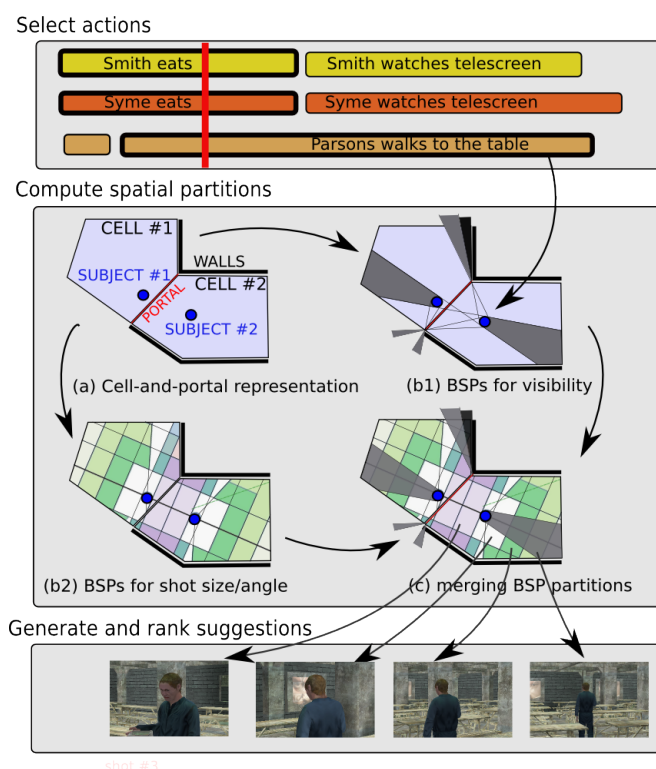 Select actions
Smith eats
Smith watches telescreen
Syme eats
Syme watches telescreen
Parsons walks to the table
Compute spatial partitions
CELL #1
WALLS
SUBJECT #1
CELL #2
PORTAL
SUBJECT #2
(a) Cell-and-portal representation
(b1) BSPs for visibility
(b2) BSPs for shot size/angle
(c) merging BSP partitions
Generate and rank suggestions
shot #3